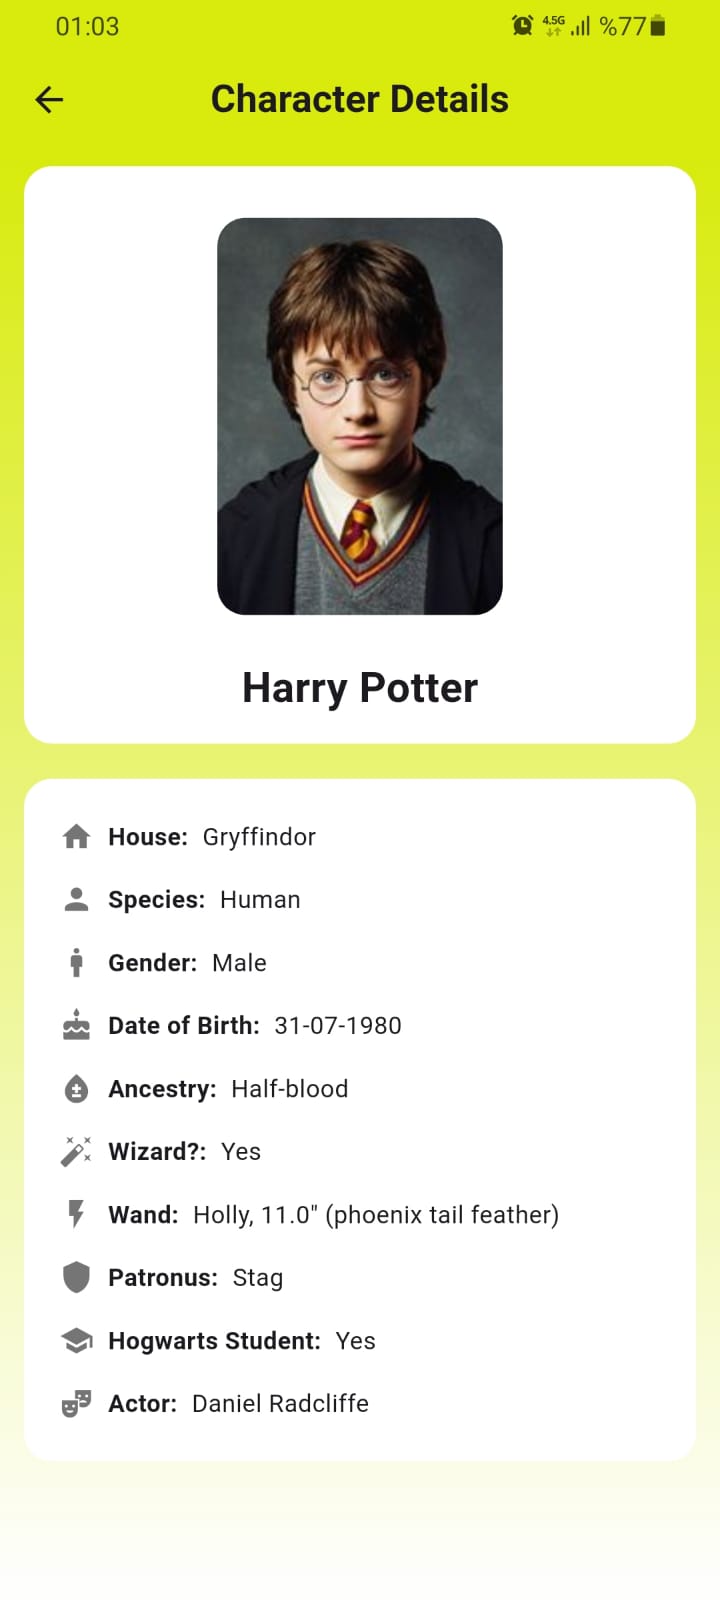 01:03
4.5G %77
Character Details
Harry Potter
House: Gryffindor
Species: Human
Gender: Male
Date of Birth: 31-07-1980
Ancestry: Half-blood
Wizard?: Yes
Wand: Holly, 11.0" (phoenix tail feather)
Patronus: Stag
Hogwarts Student: Yes
Actor: Daniel Radcliffe